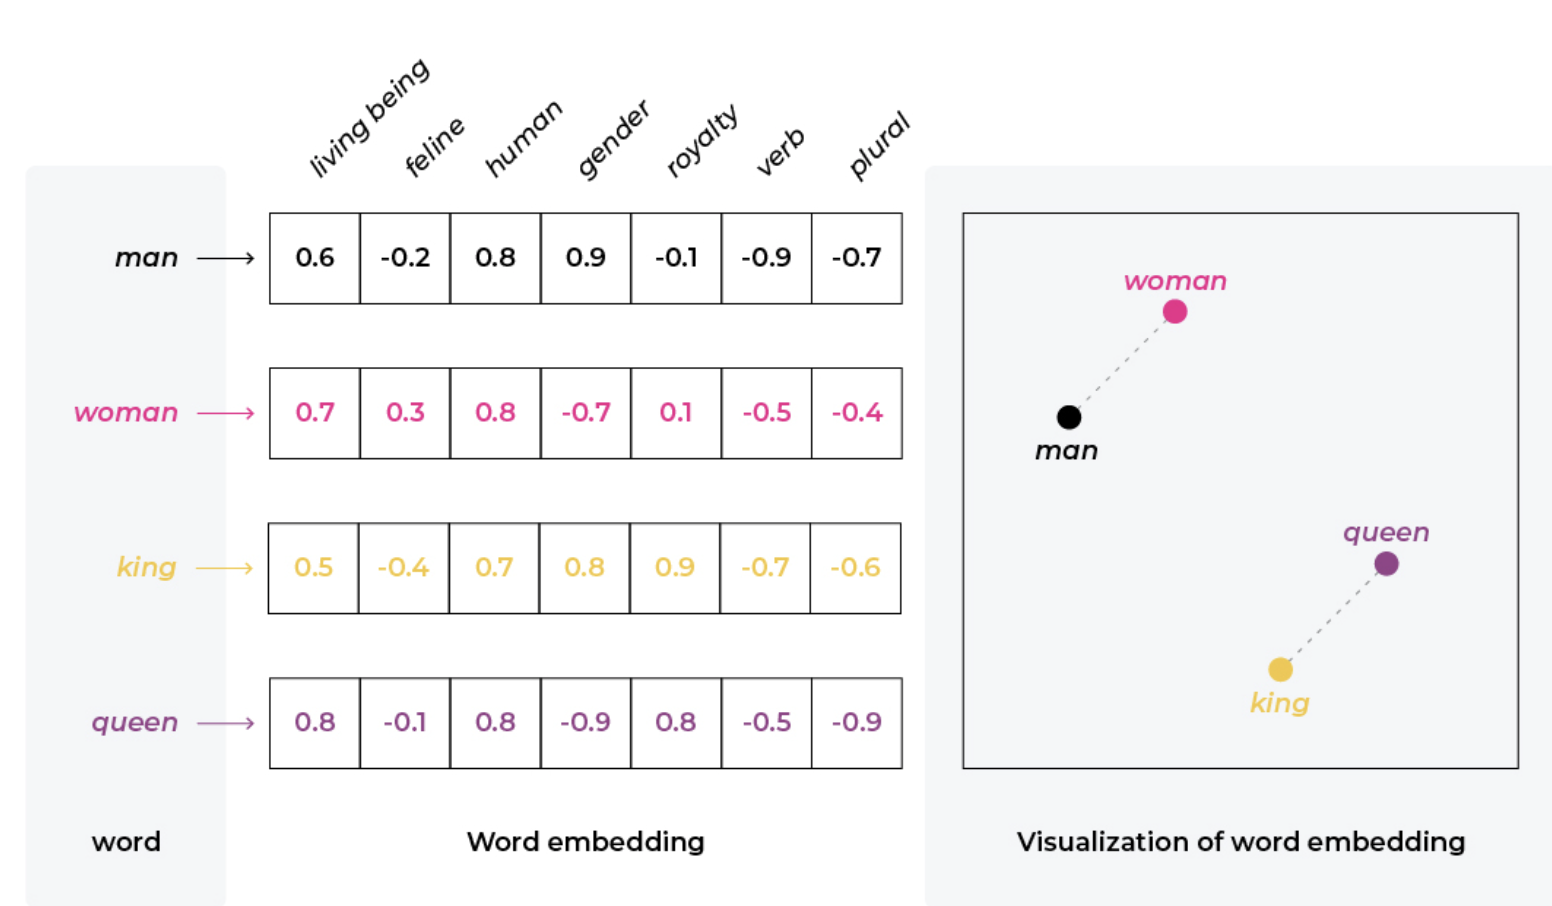 living being
feline
human
gender
royalty
verb
plural
man 0.6 -0.2 0.8 0.9 -0.1 -0.9 -0.7
woman 0.7 0.3 0.8 -0.7 0.1 -0.5 -0.4
king 0.5 -0.4 0.7 0.8 0.9 -0.7 -0.6
queen 0.8 -0.1 0.8 -0.9 0.8 -0.5 -0.9
word
Word embedding
woman
man
queen
king
Visualization of word embedding